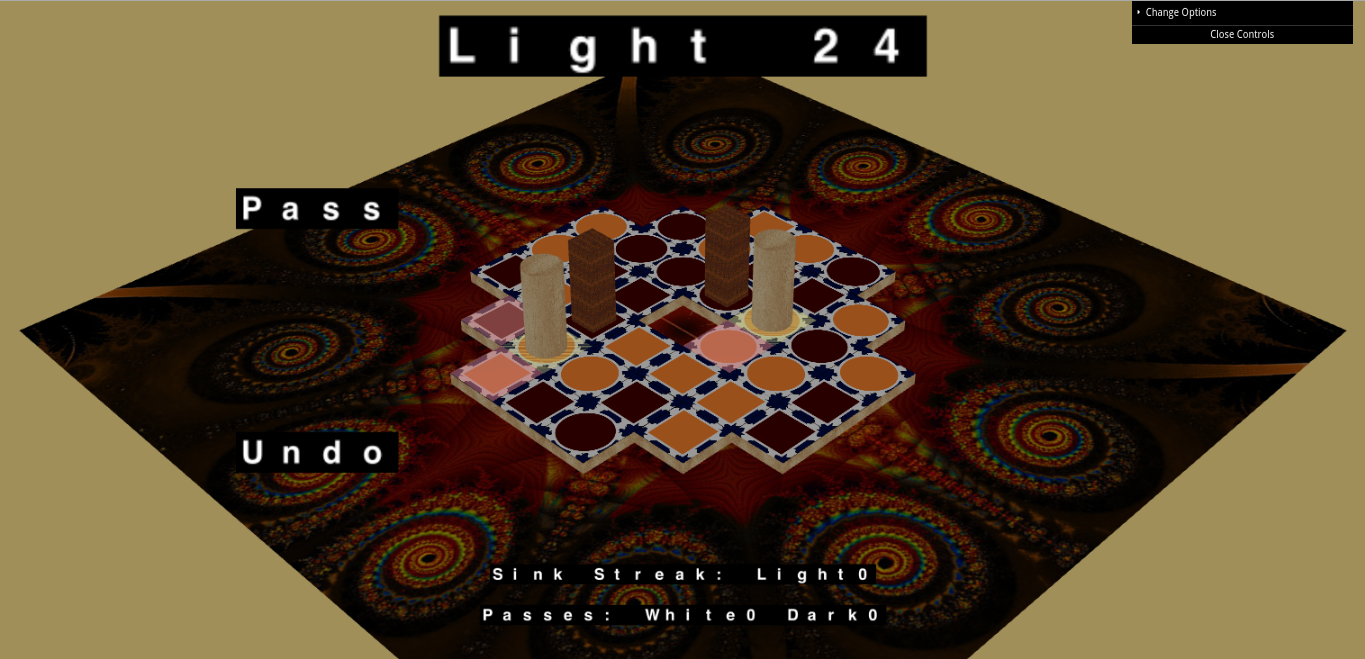 Light 24
Change Options
Close Controls
Pass
Undo
Sink Streak: Light0
Passes: White0 Dark0